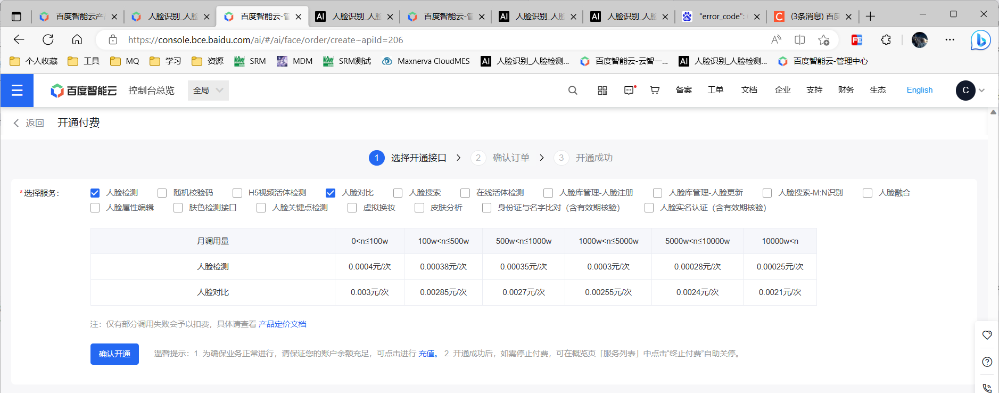 百度智能云产 人脸识别_人脸 百度智能云-管 人脸识别_人脸 百度智能云-管 人脸识别_人脸 人脸识别_人脸 "error_code": (3条消息) 百度
https://console.bce.baidu.com/ai/#/ai/face/order/create~apiId=206
个人收藏 工具 MQ 学习 资源 SRM MDM SRM测试 Maxnerva CloudMES AI 人脸识别_人脸检测... 百度智能云-云智一... AI 人脸识别_人脸检测... 百度智能云-管理中心
百度智能云 控制台总览 全局 备案 工单 文档 企业 支持 财务 生态 English C
返回 开通付费
1 选择开通接口 2 确认订单 3 开通成功
*选择服务: 人脸检测 随机校验码 H5视频活体检测 人脸对比 人脸搜索 在线活体检测 人脸库管理-人脸注册 人脸库管理-人脸更新 人脸搜索-M:N识别 人脸融合
人脸属性编辑 肤色检测接口 人脸关键点检测 虚拟换妆 皮肤分析 身份证与名字比对（含有效期核验） 人脸实名认证（含有效期核验）
月调用量 0<n≤100w 100w<n≤500w 500w<n≤1000w 1000w<n≤5000w 5000w<n≤10000w 10000w<n
人脸检测 0.0004元/次 0.00038元/次 0.00035元/次 0.0003元/次 0.00028元/次 0.00025元/次
人脸对比 0.003元/次 0.00285元/次 0.0027元/次 0.00255元/次 0.0024元/次 0.0021元/次
注：仅有部分调用失败会予以扣费，具体请查看 产品定价文档
确认开通 温馨提示：1. 为确保业务正常进行，请保证您的账户余额充足，可点击进行 充值。 2. 开通成功后，如需停止付费，可在概览页「服务列表」中点击“终止付费”自助关停。